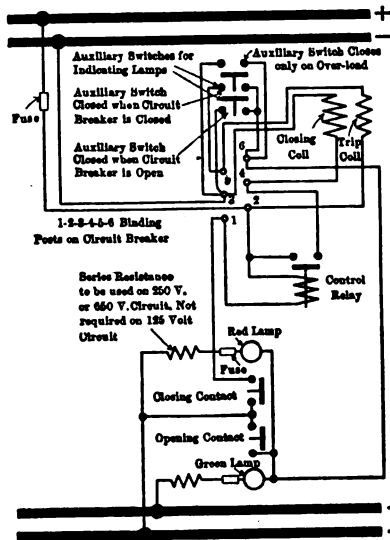 +
−
Auxiliary Switches for
Indicating Lamps
Auxiliary Switch Closes
only on Over-load
Auxiliary Switch
Closed when Circuit
Breaker is Closed
Fuse
Auxiliary Switch
Closed when Circuit
Breaker is Open
Closing
Coil
Trip
Coil
6
5
4
3
2
1
1-2-3-4-5-6 Binding
Posts on Circuit Breaker
Series Resistance
to be used on 250 V.
or 650 V. Circuit, Not
required on 125 Volt
Circuit
Control
Relay
Red Lamp
Fuse
Closing Contact
Opening Contact
Green Lamp